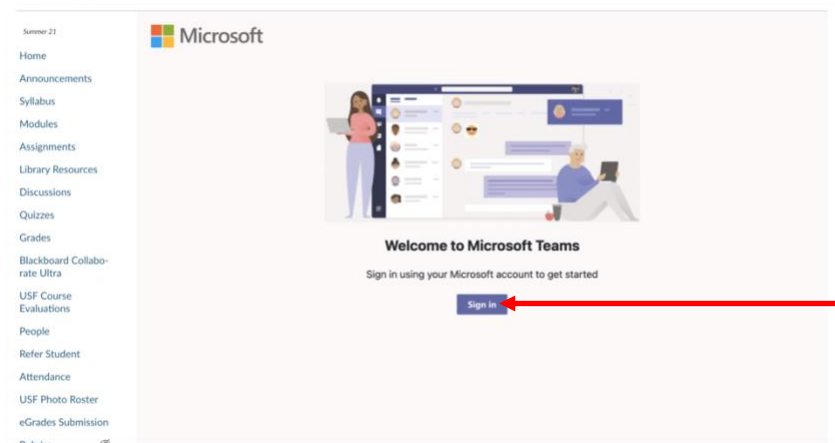 Summer 21
Home
Announcements
Syllabus
Modules
Assignments
Library Resources
Discussions
Quizzes
Grades
Blackboard Collabo-
rate Ultra
USF Course
Evaluations
People
Refer Student
Attendance
USF Photo Roster
eGrades Submission
Microsoft
Welcome to Microsoft Teams
Sign in using your Microsoft account to get started
Sign in